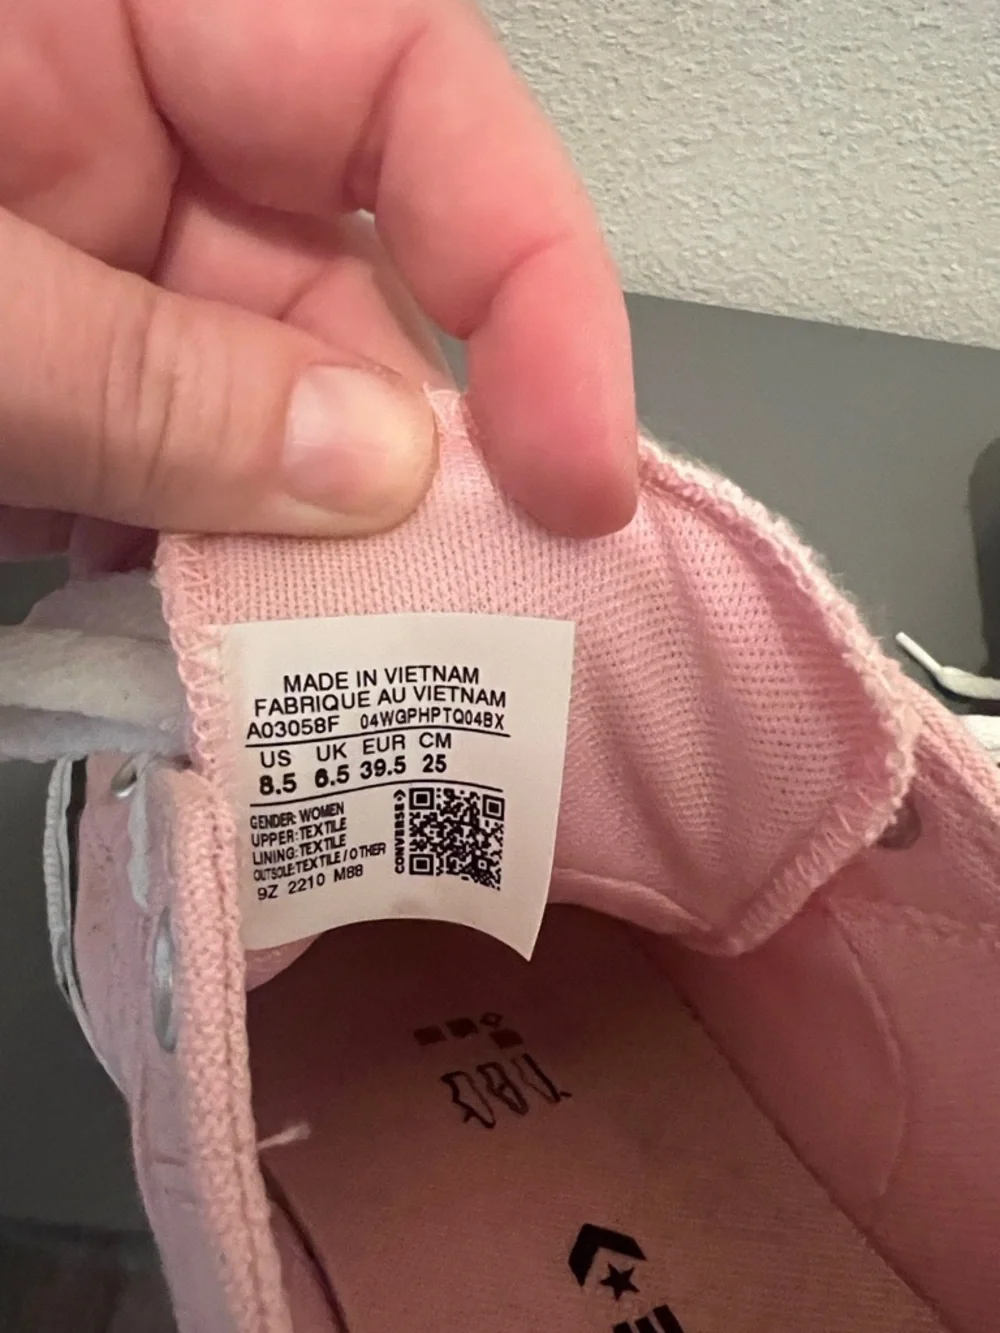 MADE IN VIETNAM
FABRIQUE AU VIETNAM
A03058F 04WGPHPTQ04BX
US UK EUR CM
8.5 6.5 39.5 25
GENDER: WOMEN
UPPER: TEXTILE
LINING: TEXTILE
OUTSOLE: TEXTILE / OTHER
9Z 2210 M88
CONVERSE